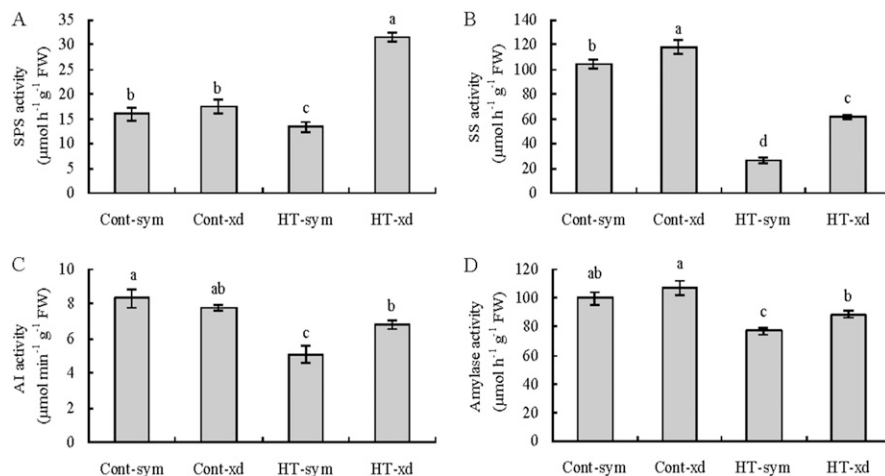 A
SPS activity
(µmol h⁻¹ g⁻¹ FW)
35
30
25
20
15
10
5
0
b
b
c
a
Cont-sym Cont-xd HT-sym HT-xd
B
SS activity
(µmol h⁻¹ g⁻¹ FW)
140
120
100
80
60
40
20
0
b
a
d
c
Cont-sym Cont-xd HT-sym HT-xd
C
AI activity
(µmol min⁻¹ g⁻¹ FW)
10
8
6
4
2
0
a
ab
c
b
Cont-sym Cont-xd HT-sym HT-xd
D
Amylase activity
(µmol h⁻¹ g⁻¹ FW)
120
100
80
60
40
20
0
ab
a
c
b
Cont-sym Cont-xd HT-sym HT-xd